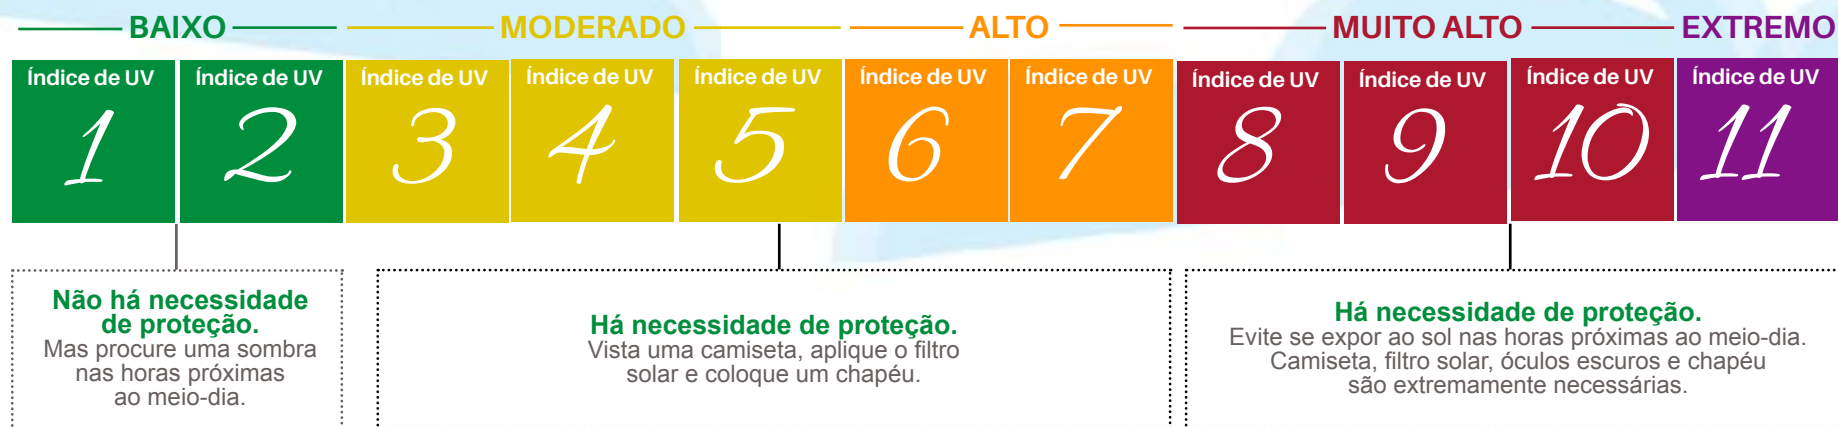 BAIXO MODERADO ALTO MUITO ALTO EXTREMO
Índice de UV Índice de UV Índice de UV Índice de UV Índice de UV Índice de UV Índice de UV Índice de UV Índice de UV Índice de UV Índice de UV
1 2 3 4 5 6 7 8 9 10 11
Não há necessidade
de proteção.
Mas procure uma sombra
nas horas próximas
ao meio-dia.
Há necessidade de proteção.
Vista uma camiseta, aplique o filtro
solar e coloque um chapéu.
Há necessidade de proteção.
Evite se expor ao sol nas horas próximas ao meio-dia.
Camiseta, filtro solar, óculos escuros e chapéu
são extremamente necessárias.